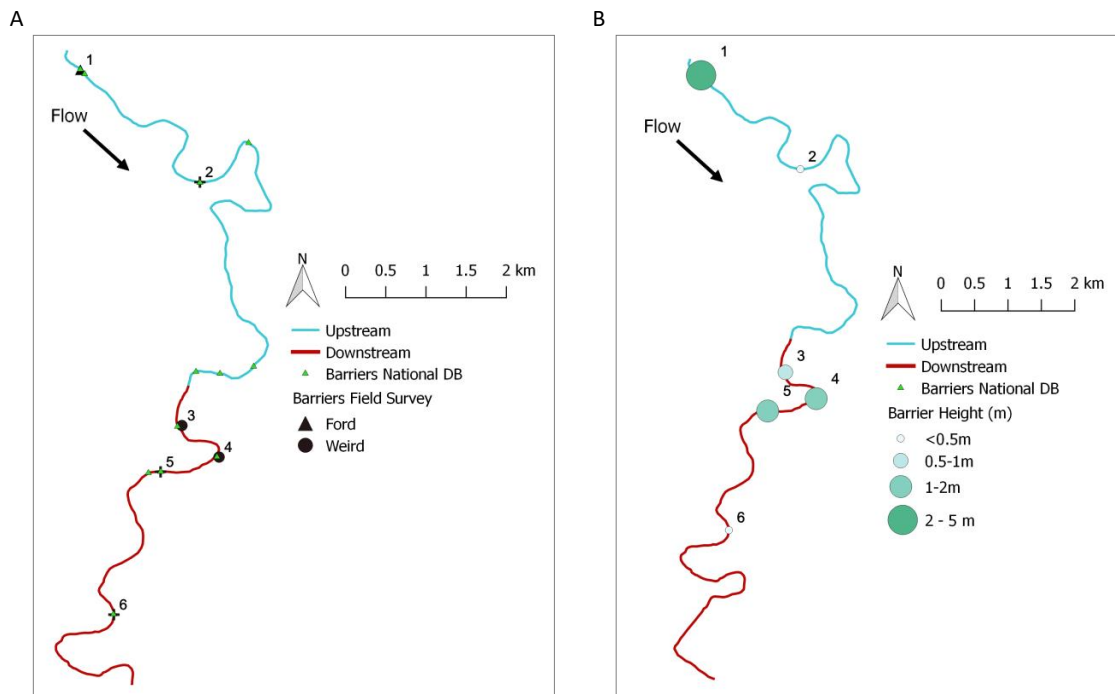 A
1
Flow
2
N
0 0.5 1 1.5 2 km
Upstream
Downstream
Barriers National DB
Barriers Field Survey
Ford
Weird
3
4
5
6
B
1
Flow
2
N
0 0.5 1 1.5 2 km
Upstream
Downstream
Barriers National DB
Barrier Height (m)
<0.5m
0.5-1m
1-2m
2 - 5 m
3
4
5
6